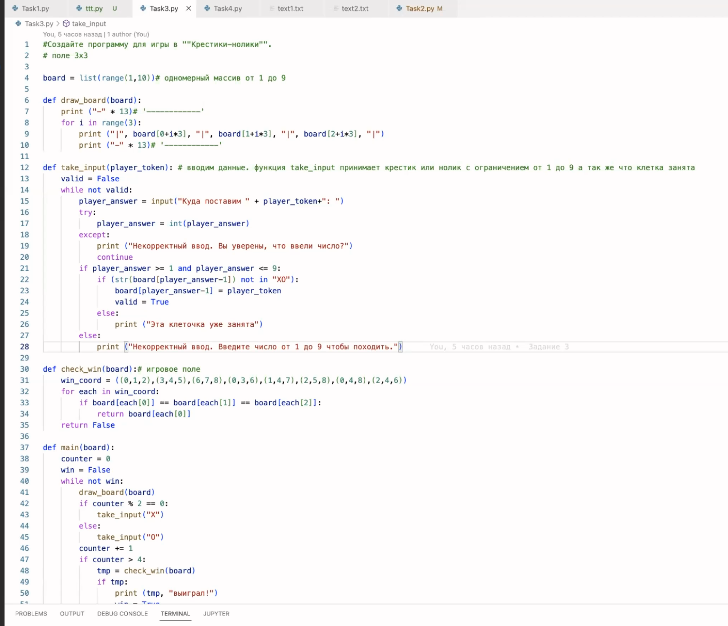 Task1.py ttt.py U Task3.py × Task4.py text1.txt text2.txt Task2.py M
Task3.py > take_input
You, 5 часов назад | 1 author (You)
1 #Создайте программу для игры в ""Крестики-нолики"".
2 # поле 3x3
3
4 board = list(range(1,10))# одномерный массив от 1 до 9
5
6 def draw_board(board):
7 print ("-" * 13)# '-------------'
8 for i in range(3):
9 print ("|", board[0+i*3], "|", board[1+i*3], "|", board[2+i*3], "|")
10 print ("-" * 13)# '-------------'
11
12 def take_input(player_token): # вводим данные. функция take_input принимает крестик или нолик с ограничением от 1 до 9 а так же что клетка занята
13 valid = False
14 while not valid:
15 player_answer = input("Куда поставим " + player_token+": ")
16 try:
17 player_answer = int(player_answer)
18 except:
19 print ("Некорректный ввод. Вы уверены, что ввели число?")
20 continue
21 if player_answer >= 1 and player_answer <= 9:
22 if (str(board[player_answer-1]) not in "XO"):
23 board[player_answer-1] = player_token
24 valid = True
25 else:
26 print ("Эта клеточка уже занята")
27 else:
28 print ("Некорректный ввод. Введите число от 1 до 9 чтобы походить.") You, 5 часов назад • Задание 3
29
30 def check_win(board):# игровое поле
31 win_coord = ((0,1,2),(3,4,5),(6,7,8),(0,3,6),(1,4,7),(2,5,8),(0,4,8),(2,4,6))
32 for each in win_coord:
33 if board[each[0]] == board[each[1]] == board[each[2]]:
34 return board[each[0]]
35 return False
36
37 def main(board):
38 counter = 0
39 win = False
40 while not win:
41 draw_board(board)
42 if counter % 2 == 0:
43 take_input("X")
44 else:
45 take_input("O")
46 counter += 1
47 if counter > 4:
48 tmp = check_win(board)
49 if tmp:
50 print (tmp, "выиграл!")
51 win = True
PROBLEMS OUTPUT DEBUG CONSOLE TERMINAL JUPYTER